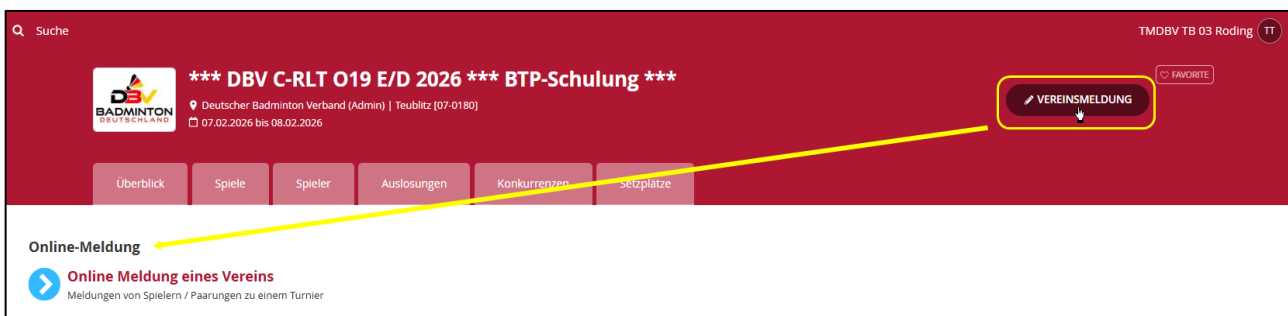 Suche
TMDBV TB 03 Roding TT
*** DBV C-RLT O19 E/D 2026 *** BTP-Schulung ***
FAVORITE
DBV
BADMINTON
DEUTSCHLAND
Deutscher Badminton Verband (Admin) | Teublitz [07-0180]
VEREINSMELDUNG
07.02.2026 bis 08.02.2026
Überblick Spiele Spieler Auslosungen Konkurrenzen Setzplätze
Online-Meldung
Online Meldung eines Vereins
Meldungen von Spielern / Paarungen zu einem Turnier